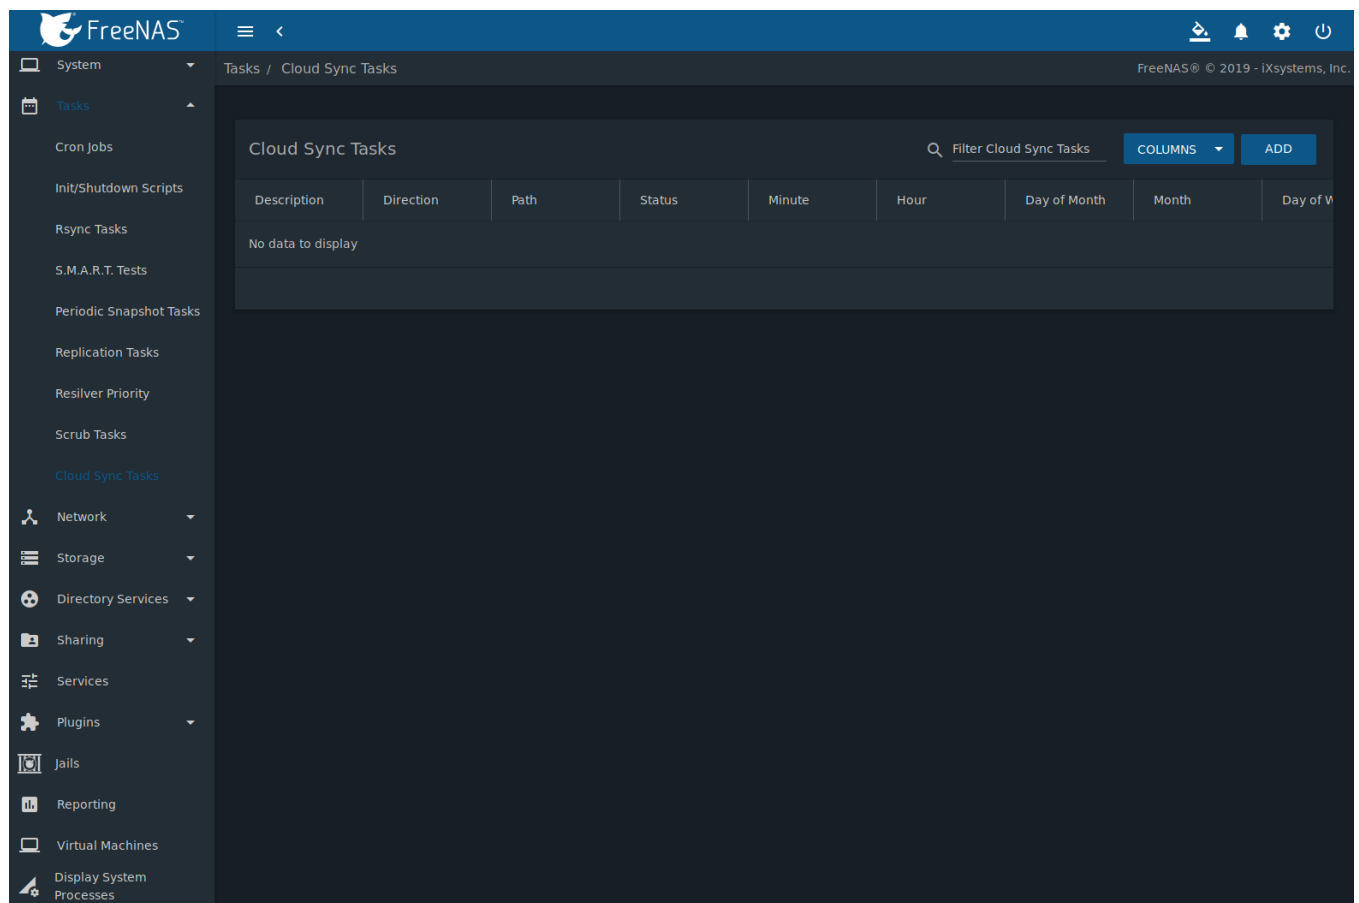 FreeNAS™
System
Tasks / Cloud Sync Tasks
FreeNAS® © 2019 - iXsystems, Inc.
Tasks
Cron Jobs
Init/Shutdown Scripts
Rsync Tasks
S.M.A.R.T. Tests
Periodic Snapshot Tasks
Replication Tasks
Resilver Priority
Scrub Tasks
Cloud Sync Tasks
Network
Storage
Directory Services
Sharing
Services
Plugins
Jails
Reporting
Virtual Machines
Display System
Processes
Cloud Sync Tasks
Filter Cloud Sync Tasks
COLUMNS
ADD
Description Direction Path Status Minute Hour Day of Month Month Day of W
No data to display